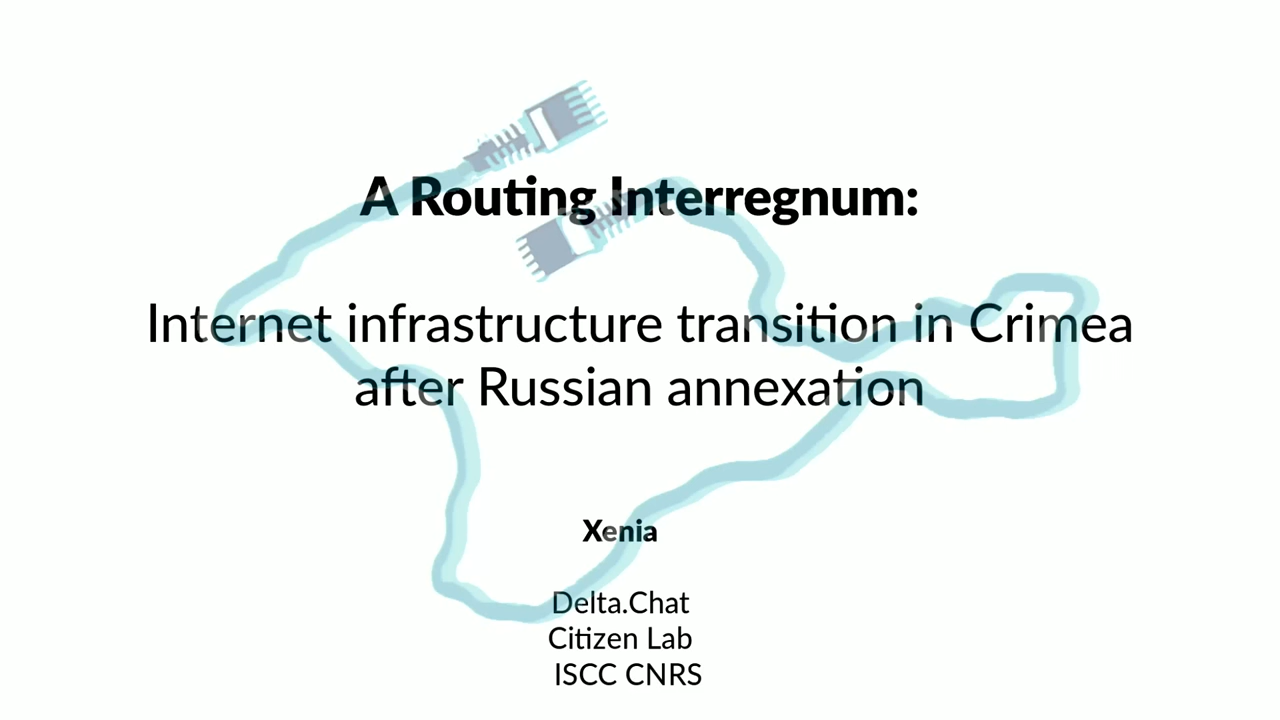 A Routing Interregnum:
Internet infrastructure transition in Crimea
after Russian annexation
Xenia
Delta.Chat
Citizen Lab
ISCC CNRS